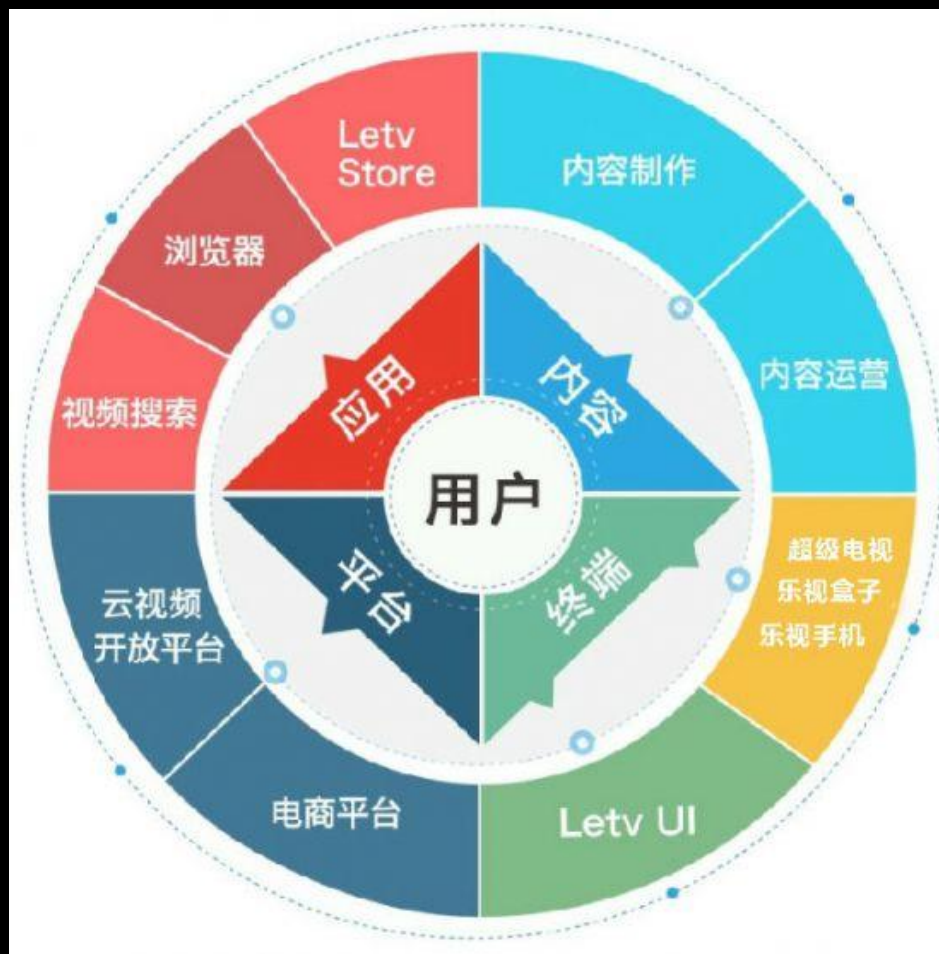 Letv
Store
内容制作
浏览器
内容运营
视频搜索
应用
内容
用户
平台
终端
超级电视
乐视盒子
乐视手机
云视频
开放平台
电商平台
Letv UI